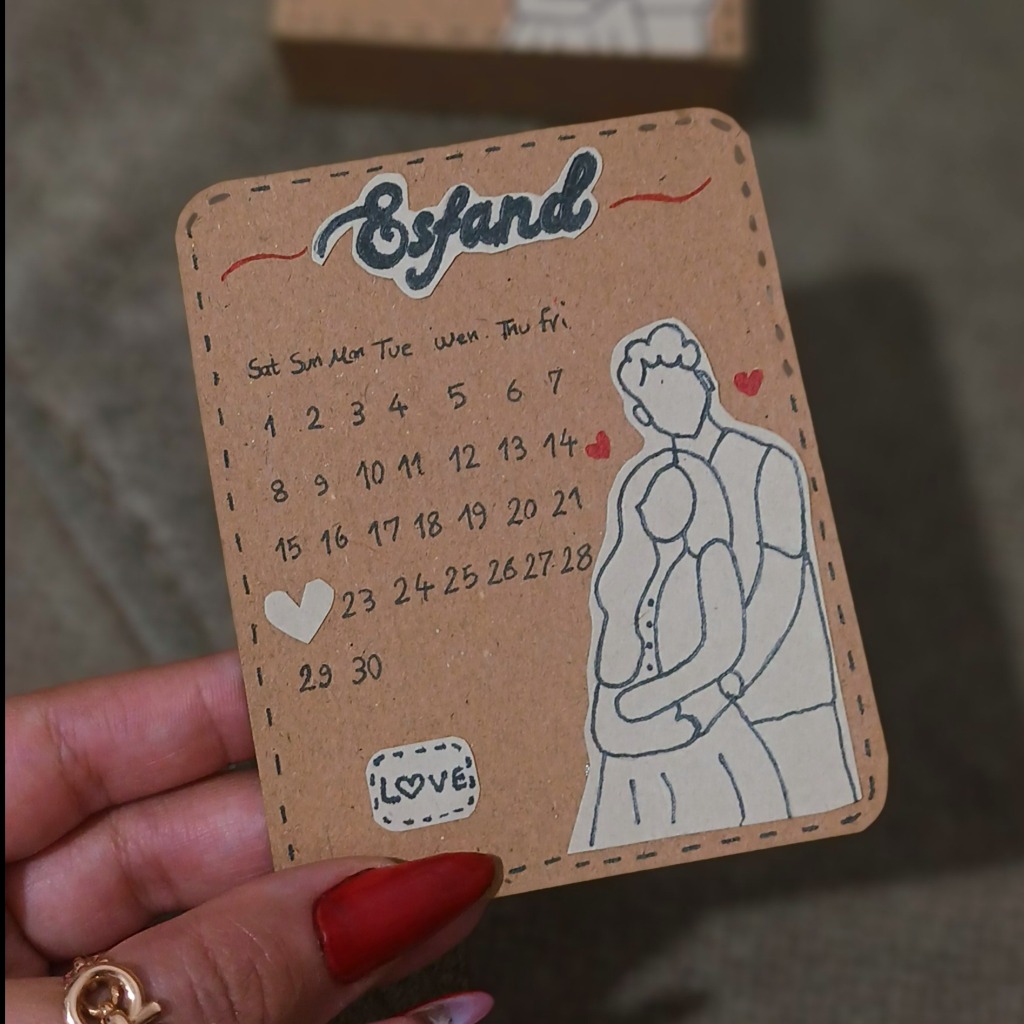 Esfand
Sat Sun Mon Tue wen. Thu fri.
1 2 3 4 5 6 7
8 9 10 11 12 13 14
15 16 17 18 19 20 21
23 24 25 26 27 28
29 30
LOVE